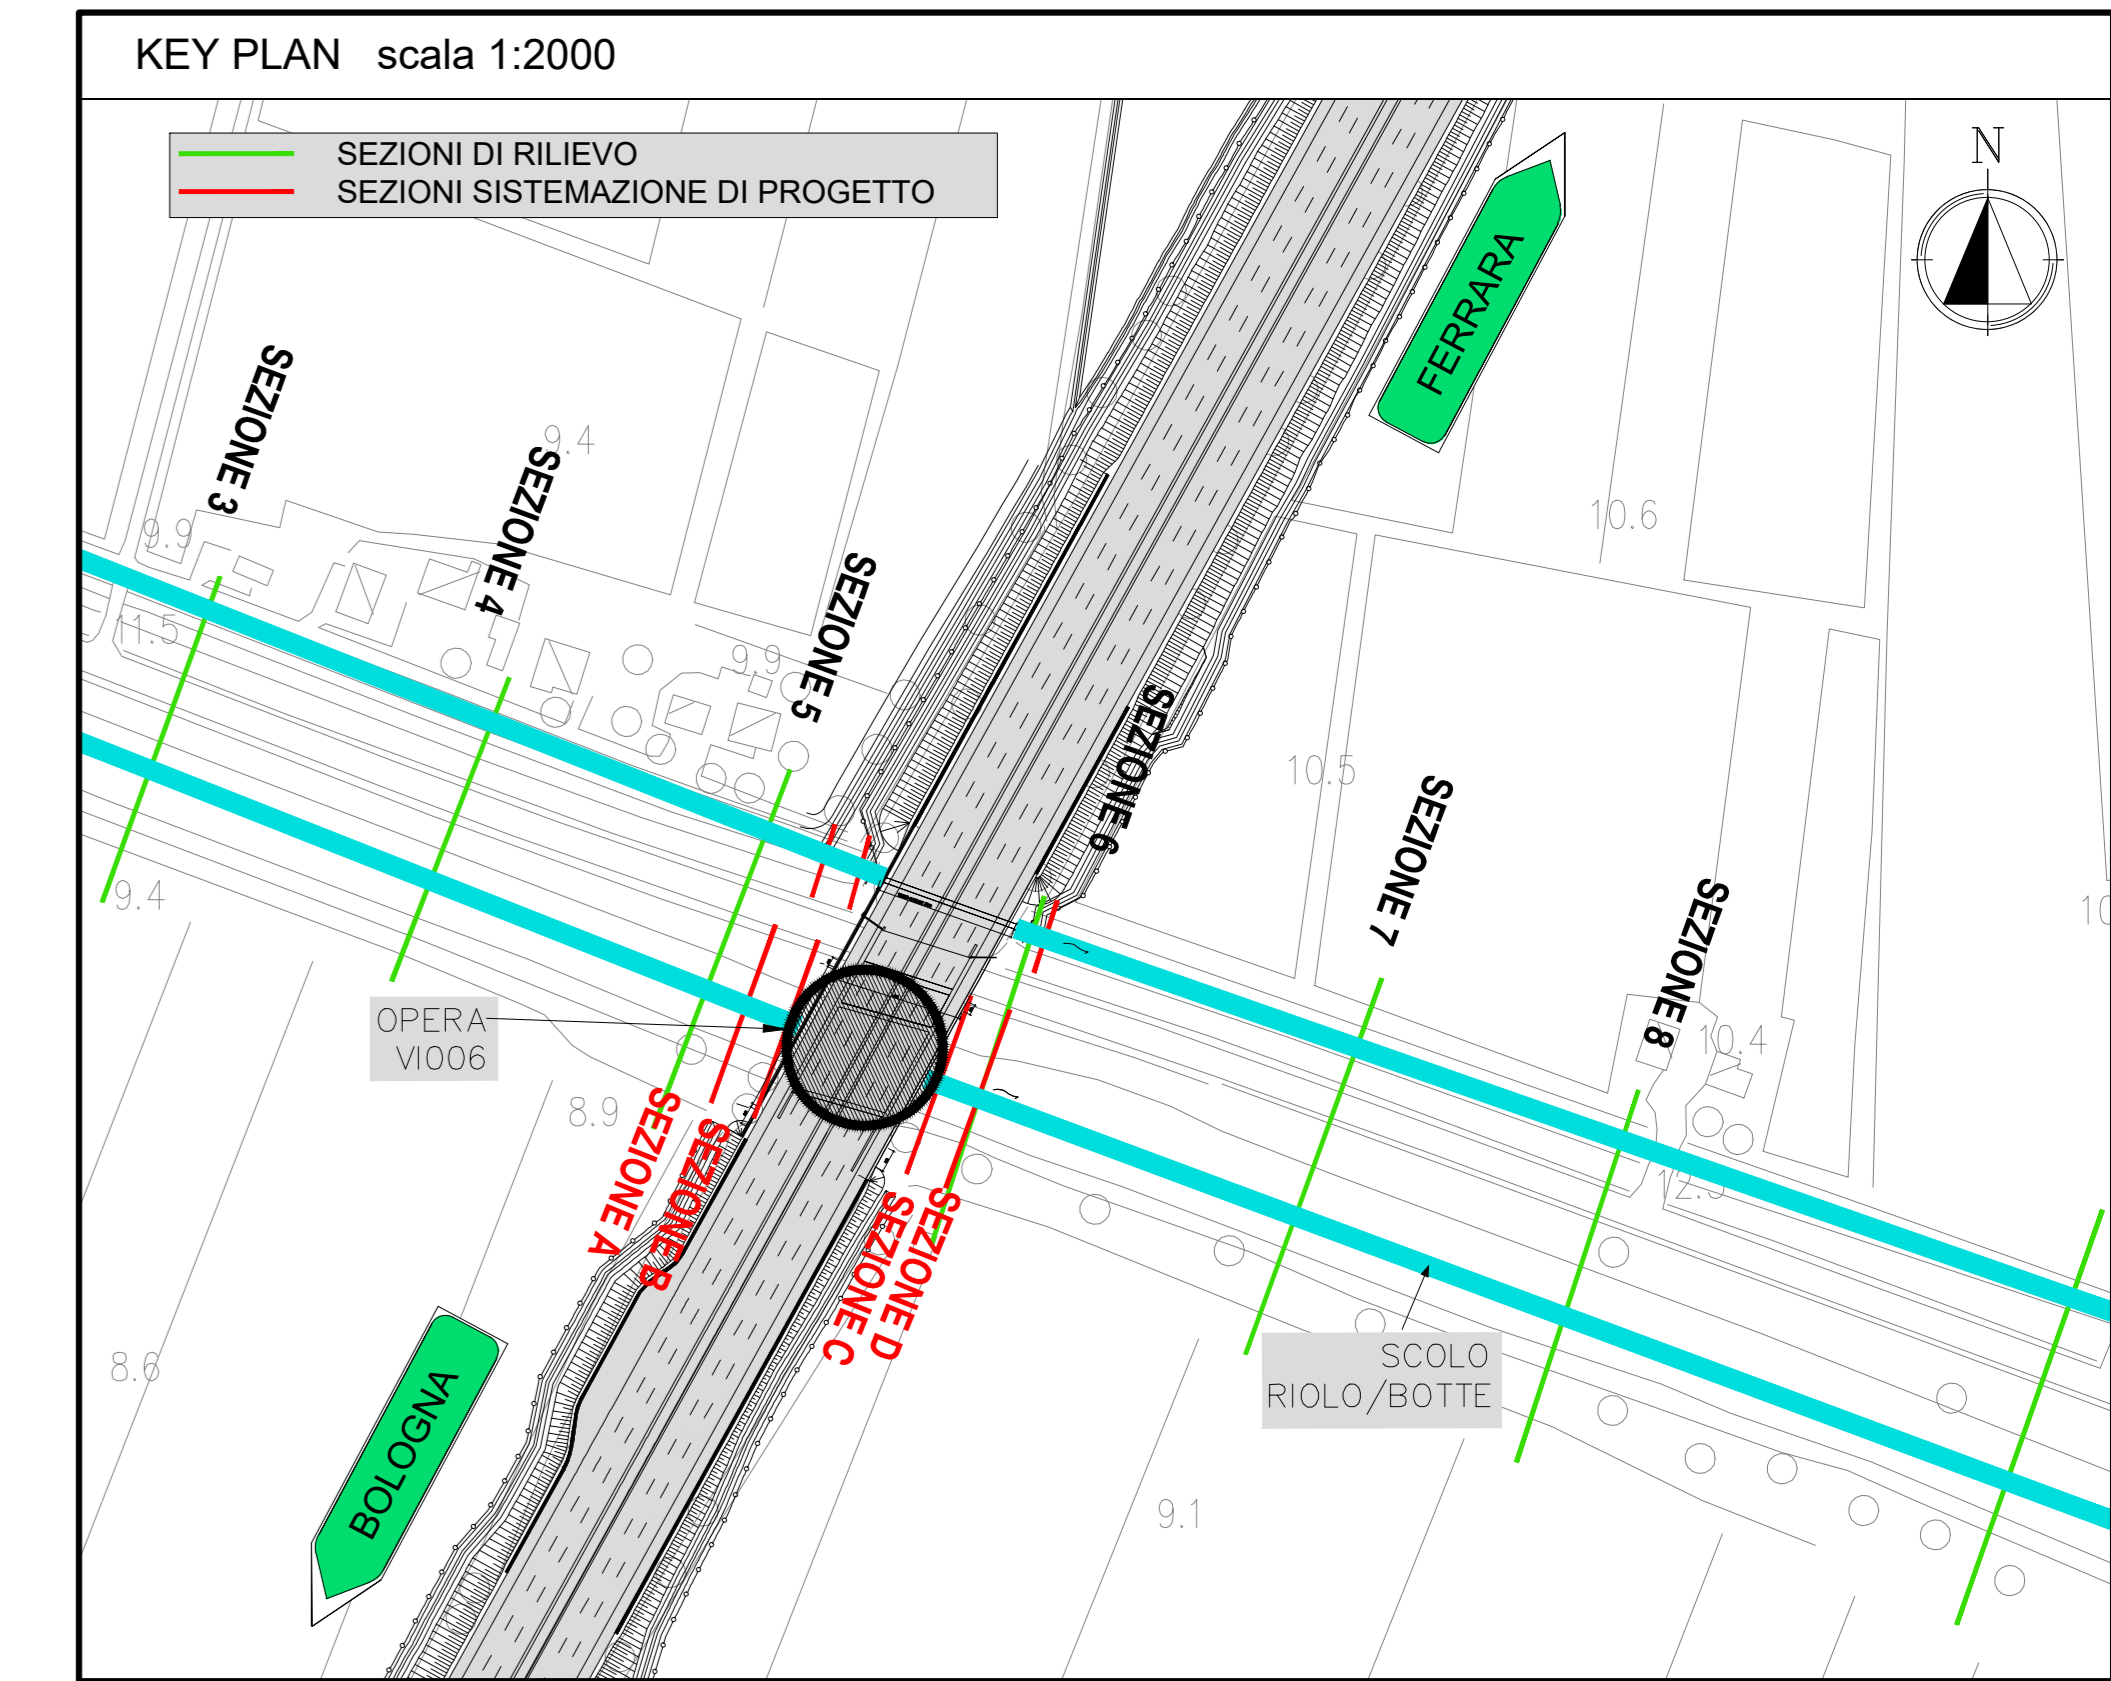 KEY PLAN scala 1:2000
SEZIONI DI RILIEVO
SEZIONI SISTEMAZIONE DI PROGETTO
N
FERRARA
SEZIONE 3
9.4
SEZIONE 4
9.9
10.6
SEZIONE 5
11.5
9.9
SEZIONE 6
10.5
SEZIONE 7
9.4
SEZIONE 8
10
OPERA
VI006
10.4
8.9
SEZIONE A
SEZIONE B
SEZIONE C
SEZIONE D
SCOLO
RIOLO/BOTTE
8.6
BOLOGNA
9.1